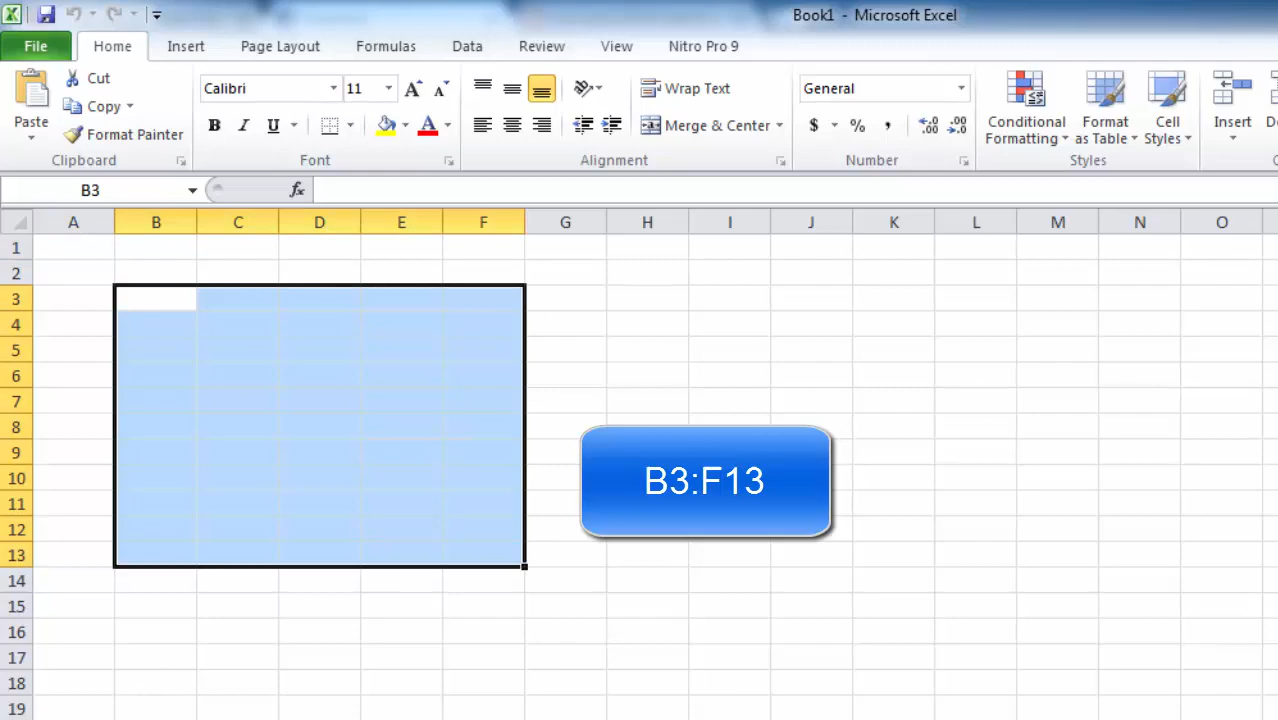 Book1 - Microsoft Excel
File Home Insert Page Layout Formulas Data Review View Nitro Pro 9
Paste
Cut
Copy
Format Painter
Clipboard
Calibri 11 A A
B I U A
Font
Wrap Text
Merge & Center
Alignment
General
$ % , .00 .00
Number
Conditional Formatting
Format as Table
Cell Styles
Styles
Insert
B3 fx
A B C D E F G H I J K L M N O
1
2
3
4
5
6
7
8
9
10
11
12
13
14
15
16
17
18
19
B3:F13